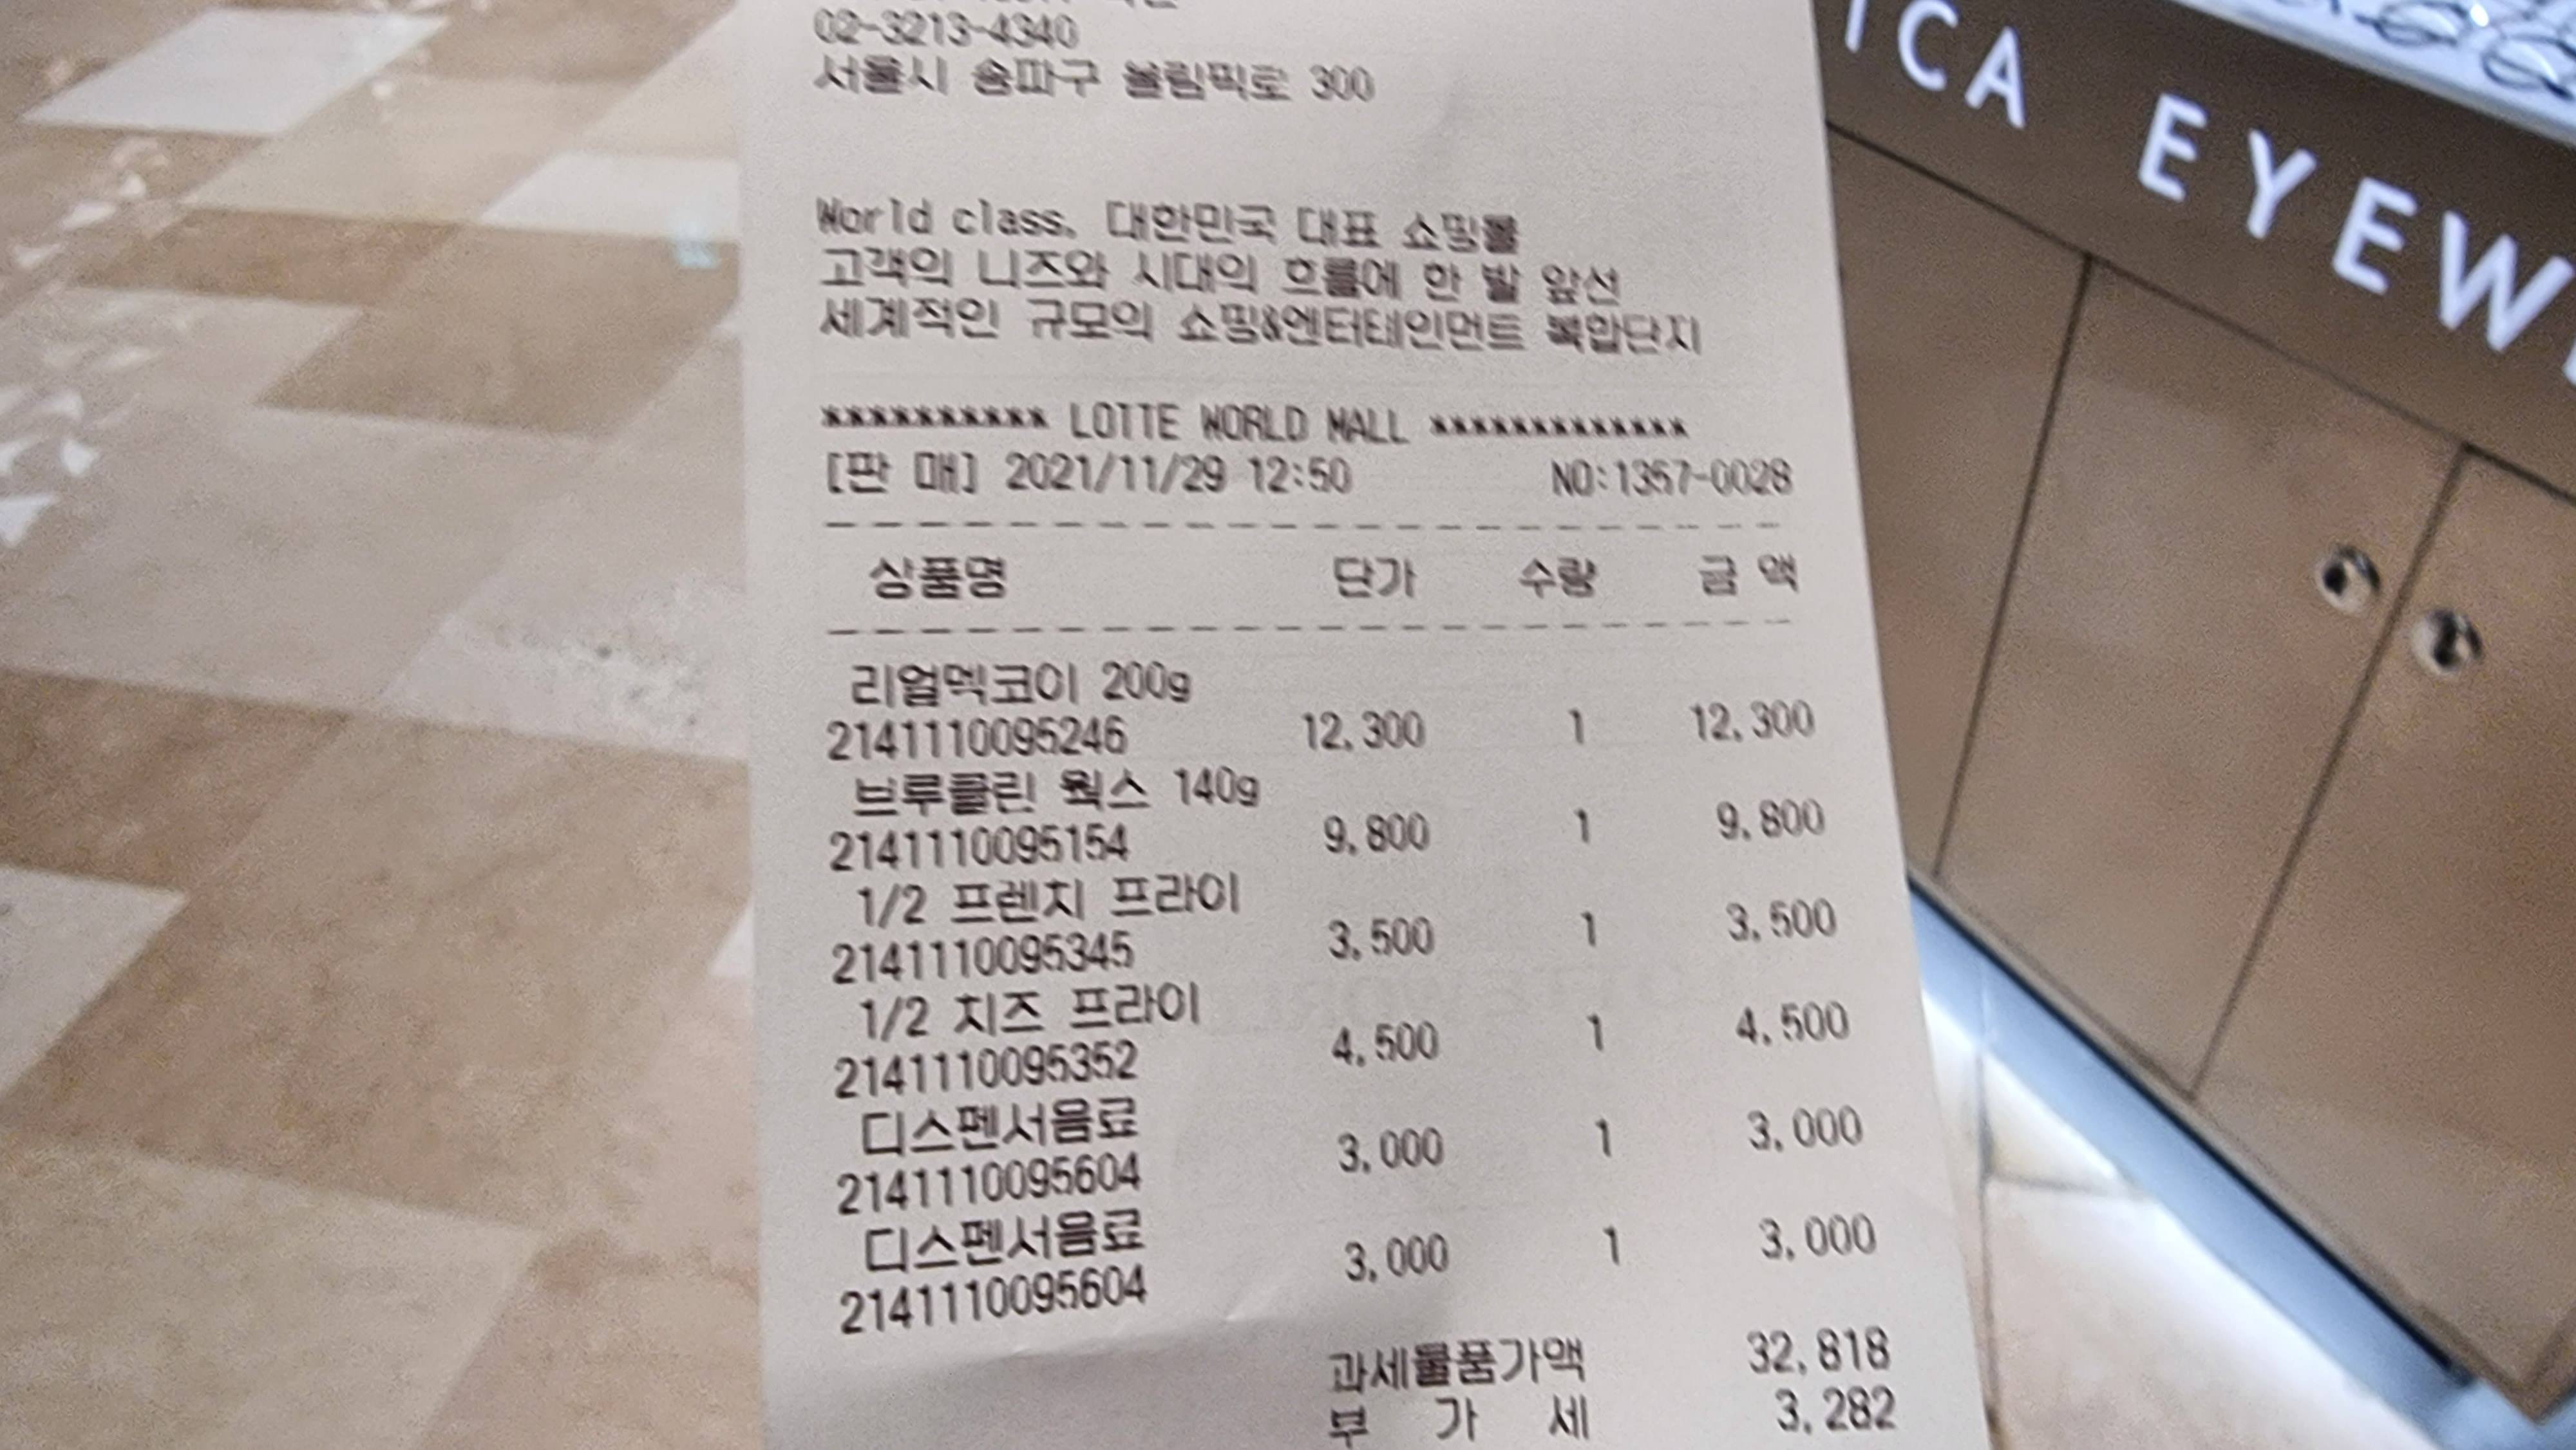 02-3213-4340
서울시 송파구 올림픽로 300
World class, 대한민국 대표 쇼핑몰
고객의 니즈와 시대의 흐름에 한 발 앞선
세계적인 규모의 쇼핑&엔터테인먼트 복합단지
********** LOTTE WORLD MALL ************
[판 매] 2021/11/29 12:50 NO:1357-0028
상품명 단가 수량 금 액
리얼멕코이 200g
2141110095246 12,300 1 12,300
브루클린 웍스 140g
2141110095154 9,800 1 9,800
1/2 프렌치 프라이
2141110095345 3,500 1 3,500
1/2 치즈 프라이
2141110095352 4,500 1 4,500
디스펜서음료
2141110095604 3,000 1 3,000
디스펜서음료
2141110095604 3,000 1 3,000
과세물품가액 32,818
부 가 세 3,282
ICA EYEW